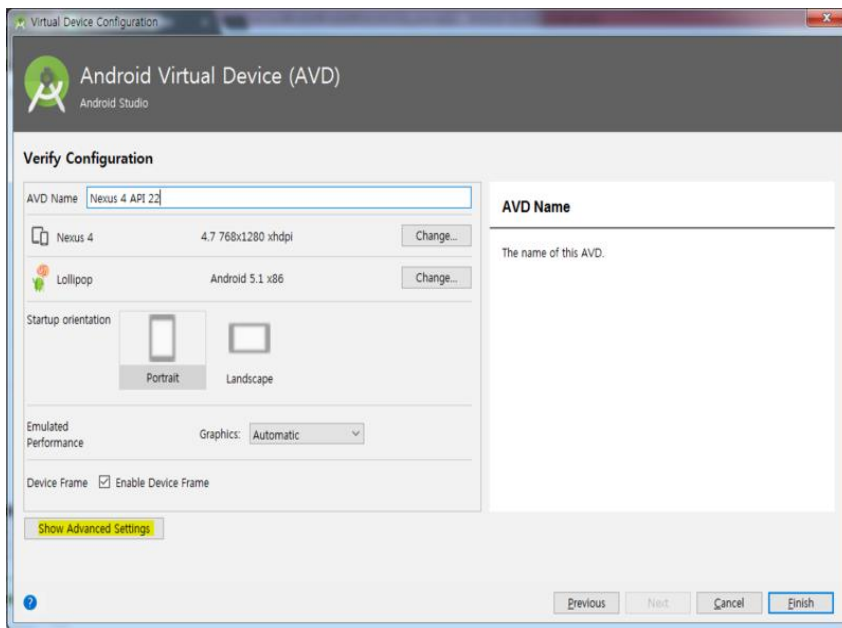 Virtual Device Configuration
Android Virtual Device (AVD)
Android Studio
Verify Configuration
AVD Name Nexus 4 API 22
Nexus 4 4.7 768x1280 xhdpi Change...
Lollipop Android 5.1 x86 Change...
Startup orientation
Portrait Landscape
Emulated
Performance
Graphics: Automatic
Device Frame Enable Device Frame
Show Advanced Settings
AVD Name
The name of this AVD.
? Previous Next Cancel Finish